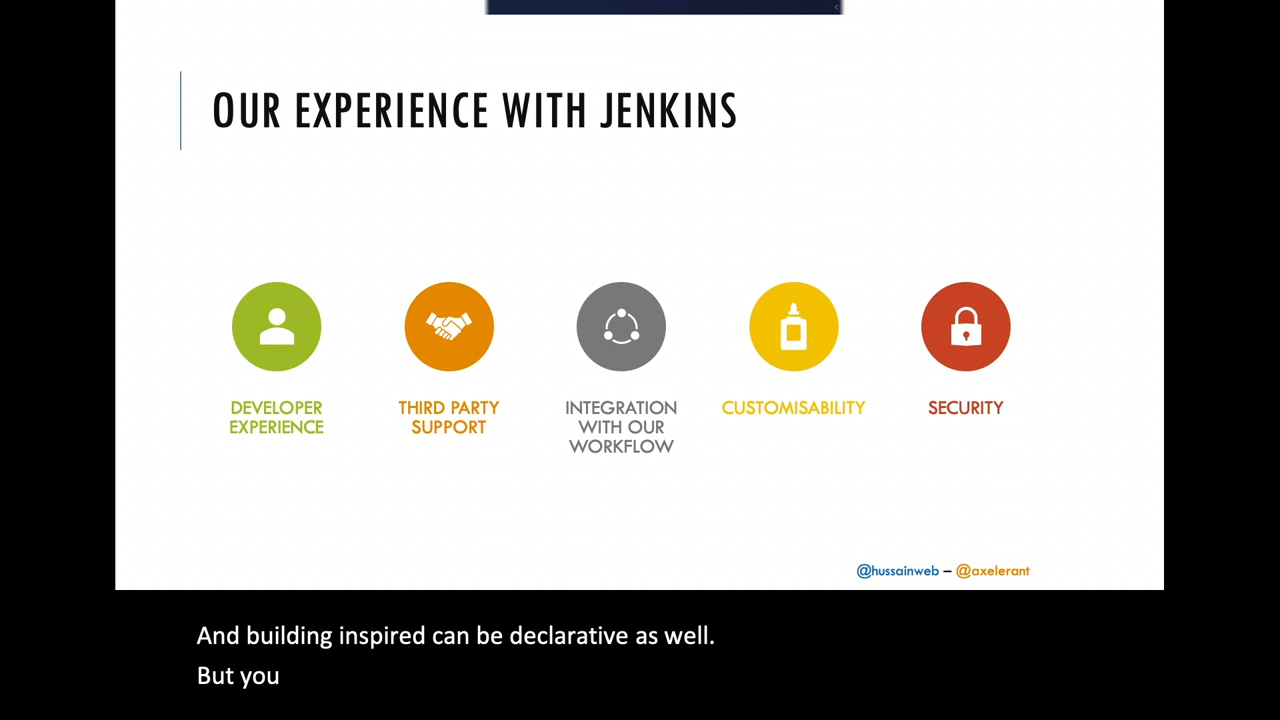 OUR EXPERIENCE WITH JENKINS
DEVELOPER
EXPERIENCE
THIRD PARTY
SUPPORT
INTEGRATION
WITH OUR
WORKFLOW
CUSTOMISABILITY
SECURITY
@hussainweb – @axelerant
And building inspired can be declarative as well.
But you